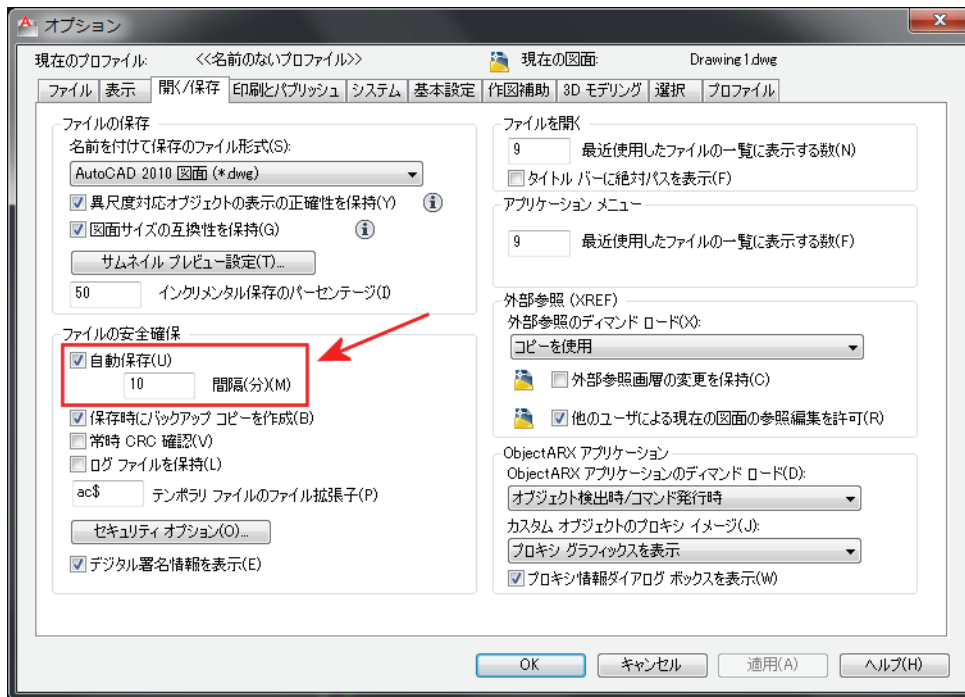 オプション
現在のプロファイル: <<名前のないプロファイル>> 現在の図面: Drawing1.dwg
ファイル 表示 開く/保存 印刷とパブリッシュ システム 基本設定 作図補助 3D モデリング 選択 プロファイル
ファイルの保存
名前を付けて保存のファイル形式(S):
AutoCAD 2010 図面 (*.dwg)
異尺度対応オブジェクトの表示の正確性を保持(Y)
図面サイズの互換性を保持(G)
サムネイル プレビュー設定(T)...
50 インクリメンタル保存のパーセンテージ(I)
ファイルの安全確保
自動保存(U)
10 間隔(分)(M)
保存時にバックアップ コピーを作成(B)
常時 CRC 確認(V)
ログ ファイルを保持(L)
ac$ テンポラリ ファイルのファイル拡張子(P)
セキュリティ オプション(O)...
デジタル署名情報を表示(E)
ファイルを開く
9 最近使用したファイルの一覧に表示する数(N)
タイトル バーに絶対パスを表示(F)
アプリケーション メニュー
9 最近使用したファイルの一覧に表示する数(F)
外部参照 (XREF)
外部参照のディマンド ロード(X):
コピーを使用
外部参照画層の変更を保持(C)
他のユーザによる現在の図面の参照編集を許可(R)
ObjectARX アプリケーション
ObjectARX アプリケーションのディマンド ロード(D):
オブジェクト検出時/コマンド発行時
カスタム オブジェクトのプロキシ イメージ(J):
プロキシ グラフィックスを表示
プロキシ情報ダイアログ ボックスを表示(W)
OK キャンセル 適用(A) ヘルプ(H)